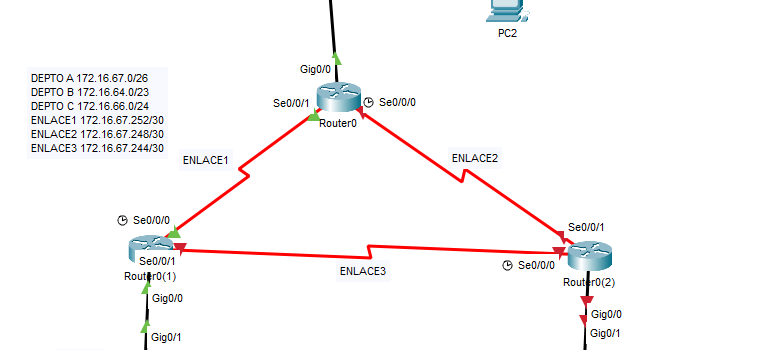 PC2
Gig0/0
DEPTO A 172.16.67.0/26
DEPTO B 172.16.64.0/23
DEPTO C 172.16.66.0/24
ENLACE1 172.16.67.252/30
ENLACE2 172.16.67.248/30
ENLACE3 172.16.67.244/30
Se0/0/1
Se0/0/0
Router0
ENLACE1
ENLACE2
Se0/0/0
Se0/0/1
Se0/0/1
Router0(1)
ENLACE3
Se0/0/0
Router0(2)
Gig0/0
Gig0/1
Gig0/0
Gig0/1